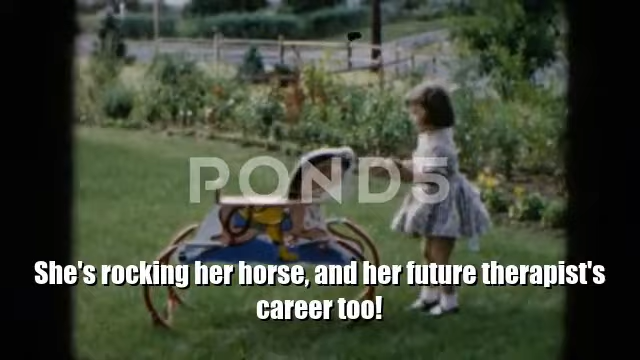 POND5
She's rocking her horse, and her future therapist's
career too!